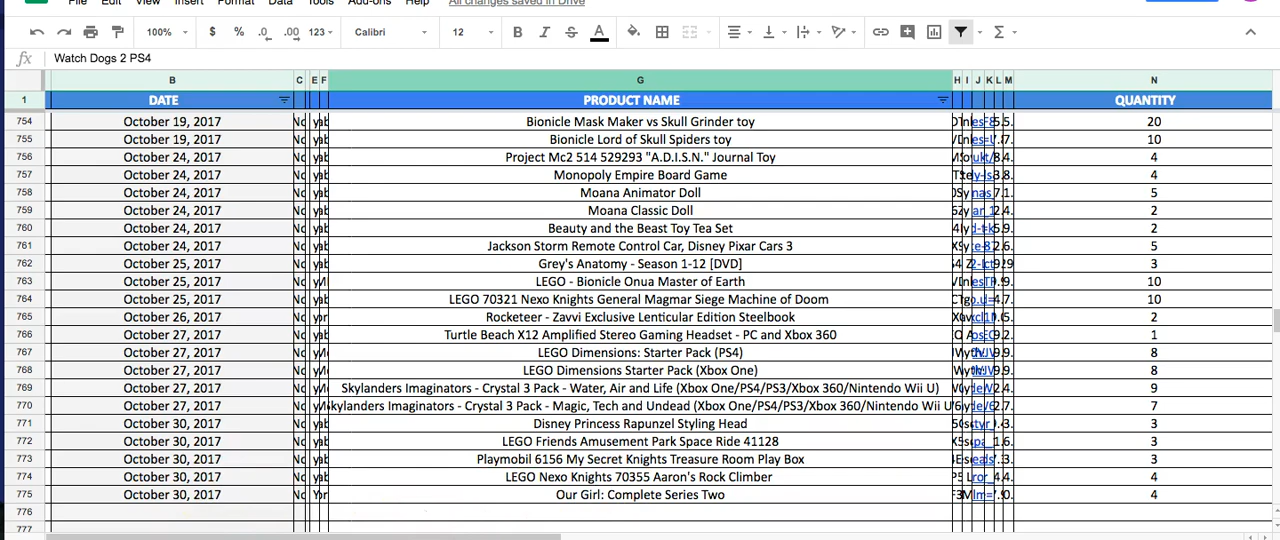 File Edit View Insert Format Data Tools Add-ons Help All changes saved in Drive
100% $ % .0 .00 123 Calibri 12 B I S A
fx Watch Dogs 2 PS4
B C E F G H I J K L M N
1 DATE PRODUCT NAME QUANTITY
754 October 19, 2017 Bionicle Mask Maker vs Skull Grinder toy 20
755 October 19, 2017 Bionicle Lord of Skull Spiders toy 10
756 October 24, 2017 Project Mc2 514 529293 "A.D.I.S.N." Journal Toy 4
757 October 24, 2017 Monopoly Empire Board Game 4
758 October 24, 2017 Moana Animator Doll 5
759 October 24, 2017 Moana Classic Doll 2
760 October 24, 2017 Beauty and the Beast Toy Tea Set 2
761 October 24, 2017 Jackson Storm Remote Control Car, Disney Pixar Cars 3 5
762 October 25, 2017 Grey's Anatomy - Season 1-12 [DVD] 3
763 October 25, 2017 LEGO - Bionicle Onua Master of Earth 10
764 October 25, 2017 LEGO 70321 Nexo Knights General Magmar Siege Machine of Doom 10
765 October 26, 2017 Rocketeer - Zavvi Exclusive Lenticular Edition Steelbook 2
766 October 27, 2017 Turtle Beach X12 Amplified Stereo Gaming Headset - PC and Xbox 360 1
767 October 27, 2017 LEGO Dimensions: Starter Pack (PS4) 8
768 October 27, 2017 LEGO Dimensions Starter Pack (Xbox One) 8
769 October 27, 2017 Skylanders Imaginators - Crystal 3 Pack - Water, Air and Life (Xbox One/PS4/PS3/Xbox 360/Nintendo Wii U) 9
770 October 27, 2017 kylanders Imaginators - Crystal 3 Pack - Magic, Tech and Undead (Xbox One/PS4/PS3/Xbox 360/Nintendo Wii U 7
771 October 30, 2017 Disney Princess Rapunzel Styling Head 3
772 October 30, 2017 LEGO Friends Amusement Park Space Ride 41128 3
773 October 30, 2017 Playmobil 6156 My Secret Knights Treasure Room Play Box 3
774 October 30, 2017 LEGO Nexo Knights 70355 Aaron's Rock Climber 4
775 October 30, 2017 Our Girl: Complete Series Two 4
776
777